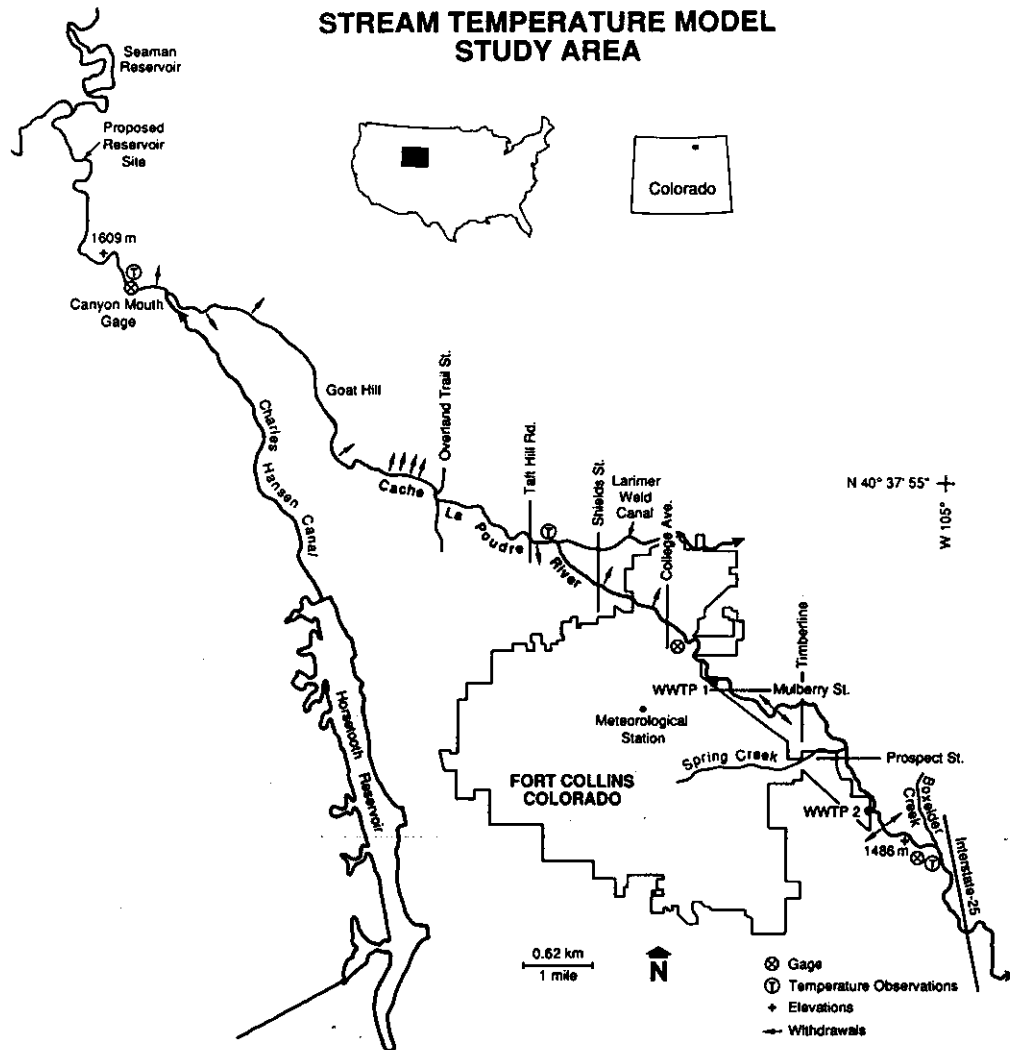 STREAM TEMPERATURE MODEL
STUDY AREA
Seaman
Reservoir
Proposed
Reservoir
Site
Colorado
1609 m
T
Canyon Mouth
Gage
Goat Hill
Overland Trail St.
Charles Hansen Canal
Cache La Poudre River
Taft Hill Rd.
T
Shields St.
Larimer
Weld
Canal
College Ave.
N 40° 37' 55"
W 105°
Timberline
WWTP 1
Mulberry St.
Meteorological
Station
Spring Creek
Prospect St.
Horsetooth Reservoir
FORT COLLINS
COLORADO
WWTP 2
Boxelder
Creek
1486 m
T
Interstate-25
0.62 km
1 mile
N
Gage
T Temperature Observations
Elevations
Withdrawals